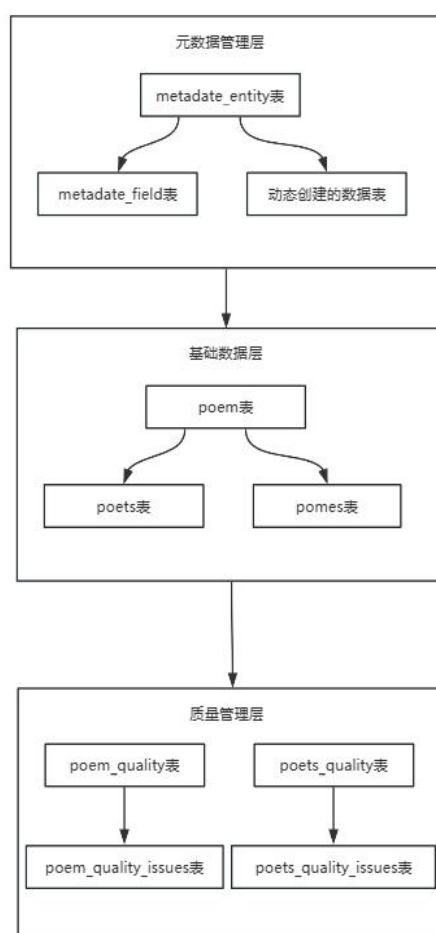 元数据管理层
metadate_entity表
metadate_field表
动态创建的数据表
基础数据层
poem表
poets表
pomes表
质量管理层
poem_quality表
poets_quality表
poem_quality_issues表
poets_quality_issues表